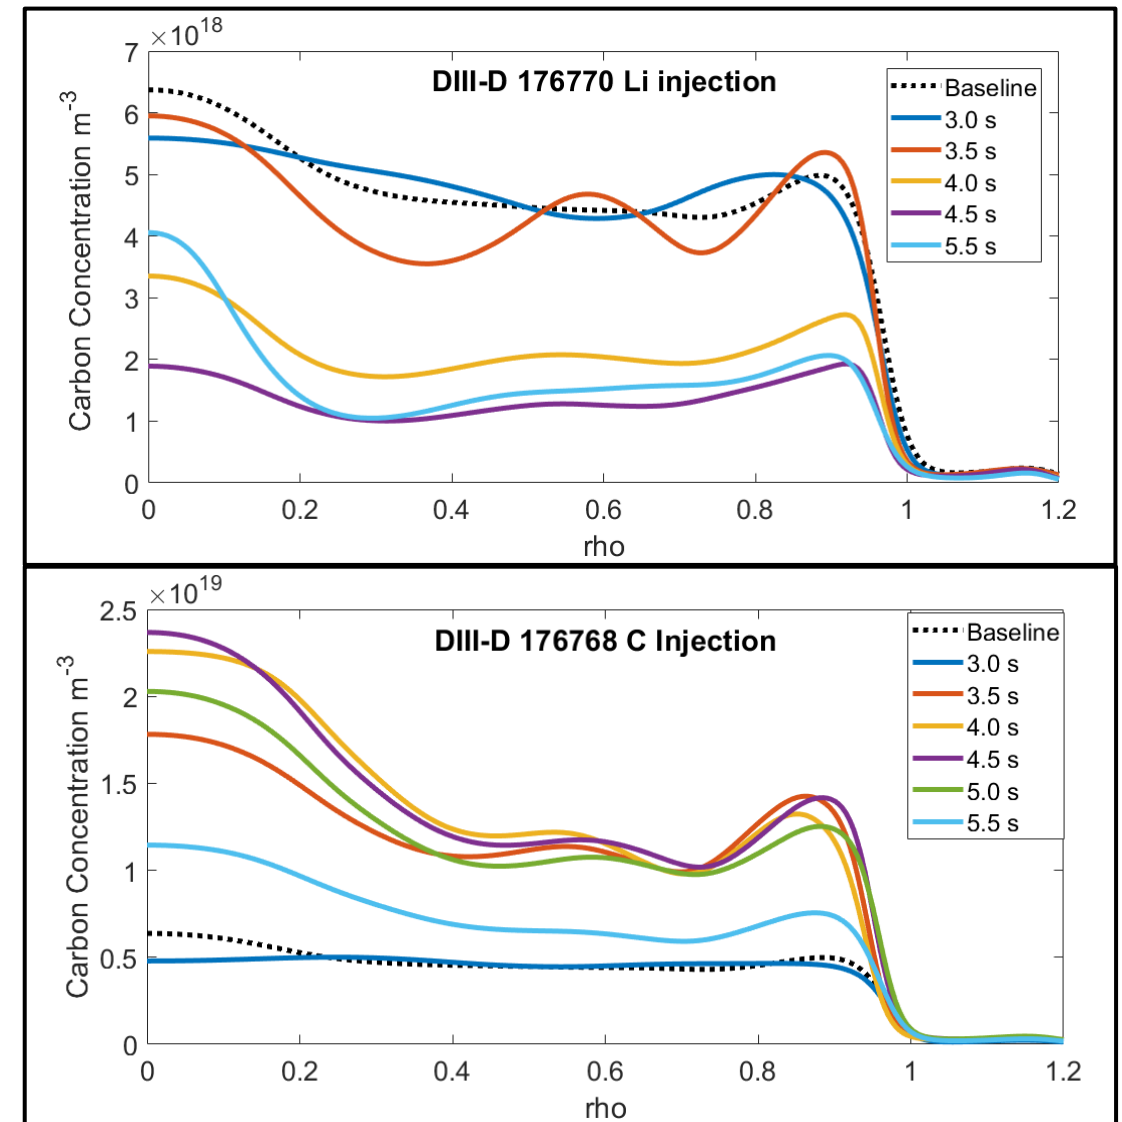 ×10^18
DIII-D 176770 Li injection
Carbon Concentration m^-3
7
6
5
4
3
2
1
0
0 0.2 0.4 0.6 0.8 1 1.2
rho
Baseline
3.0 s
3.5 s
4.0 s
4.5 s
5.5 s
×10^19
DIII-D 176768 C Injection
Carbon Concentration m^-3
2.5
2
1.5
1
0.5
0
0 0.2 0.4 0.6 0.8 1 1.2
rho
Baseline
3.0 s
3.5 s
4.0 s
4.5 s
5.0 s
5.5 s